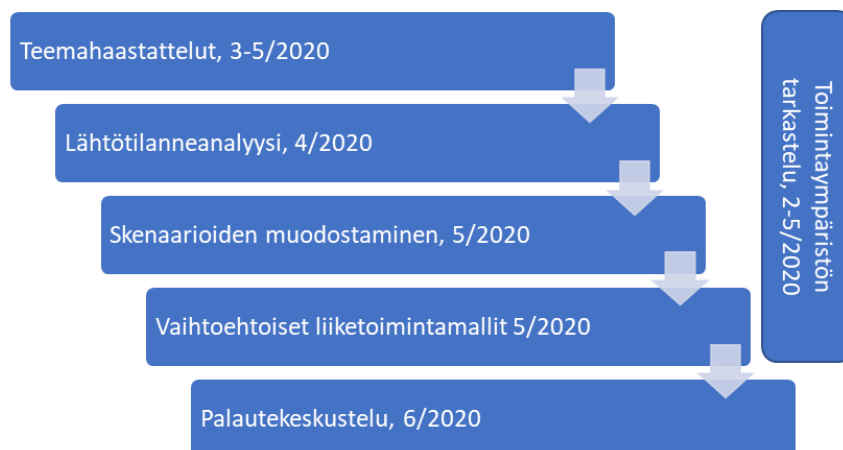 Teemahaastattelut, 3-5/2020
Lähtötilanneanalyysi, 4/2020
Skenaarioiden muodostaminen, 5/2020
Vaihtoehtoiset liiketoimintamallit 5/2020
Palautekeskustelu, 6/2020
Toimintaympäristön
tarkastelu, 2-5/2020